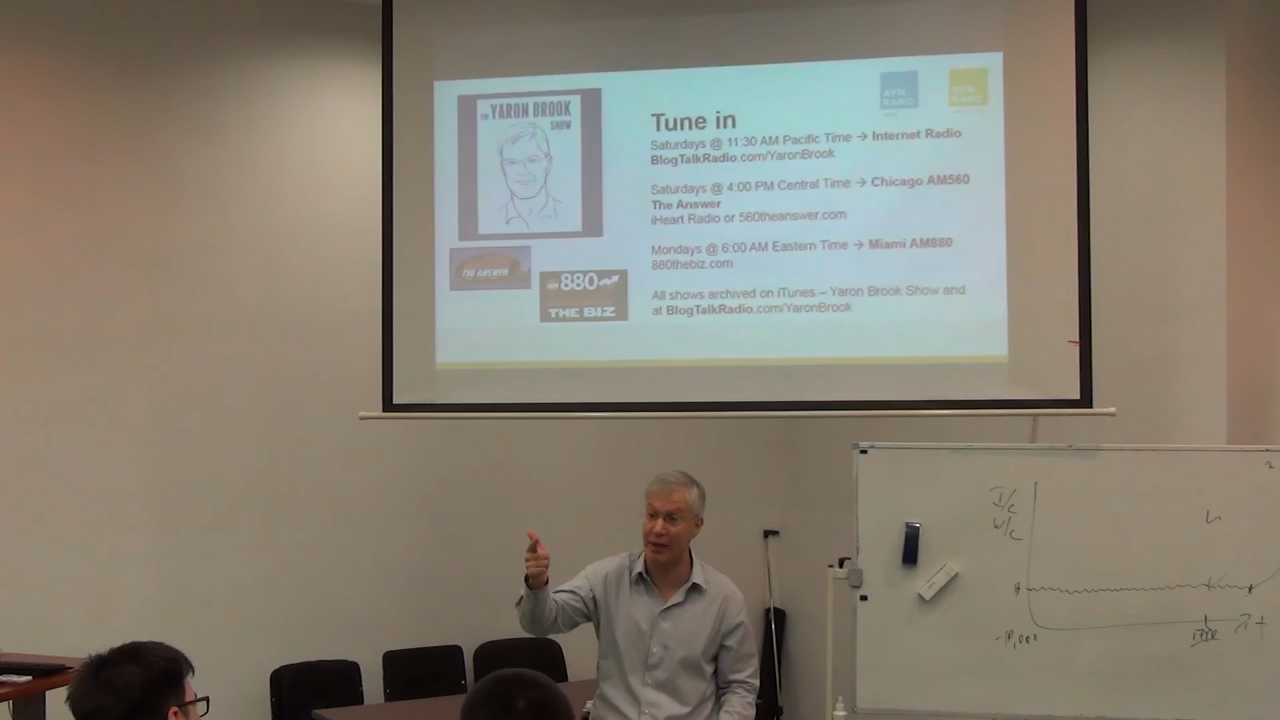 THE YARON BROOK
SHOW
AYN
RAND
AYN
RAND
Tune in
Saturdays @ 11:30 AM Pacific Time → Internet Radio
BlogTalkRadio.com/YaronBrook
Saturdays @ 4:00 PM Central Time → Chicago AM560
The Answer
iHeart Radio or 560theanswer.com
Mondays @ 6:00 AM Eastern Time → Miami AM880
880thebiz.com
All shows archived on iTunes – Yaron Brook Show and
at BlogTalkRadio.com/YaronBrook
THE ANSWER
880
THE BIZ
I/c
W/c
-10,000